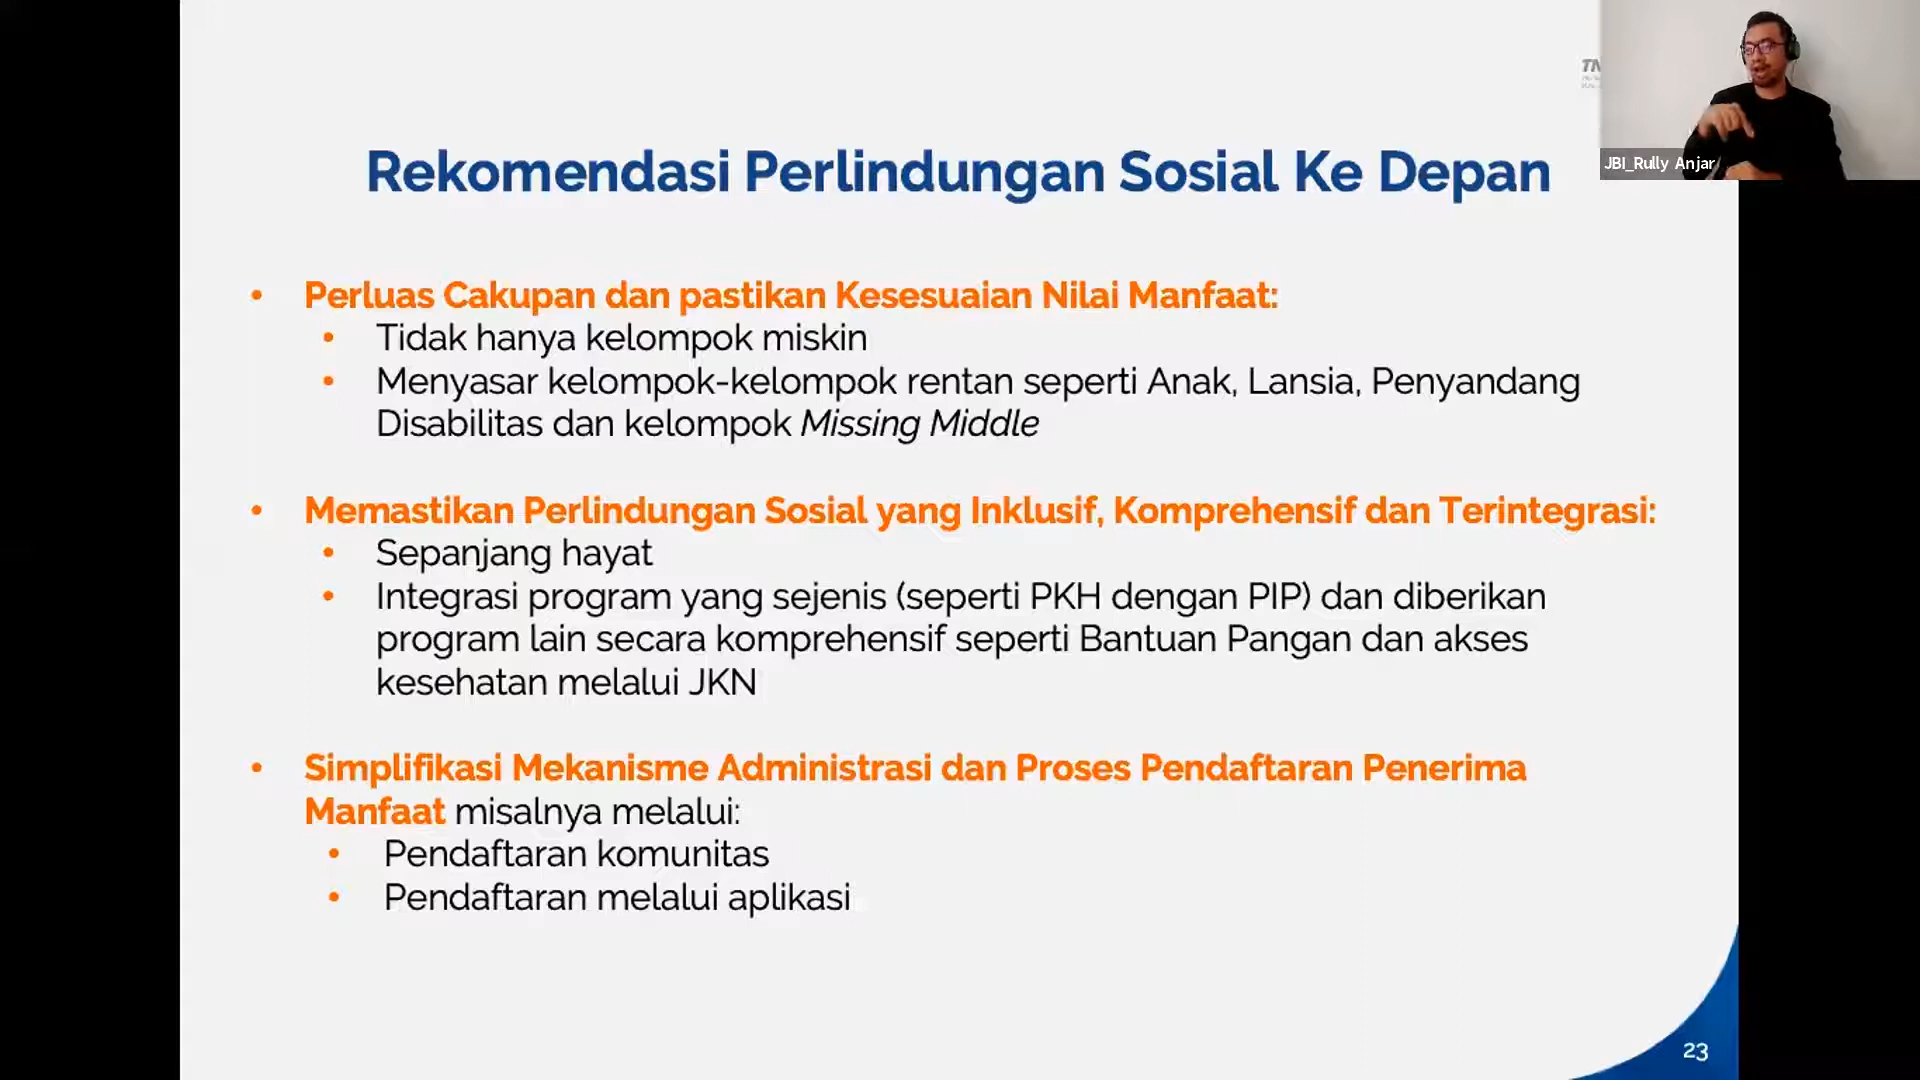 Rekomendasi Perlindungan Sosial Ke Depan
JBI_Rully Anjar
• Perluas Cakupan dan pastikan Kesesuaian Nilai Manfaat:
• Tidak hanya kelompok miskin
• Menyasar kelompok-kelompok rentan seperti Anak, Lansia, Penyandang
Disabilitas dan kelompok Missing Middle
• Memastikan Perlindungan Sosial yang Inklusif, Komprehensif dan Terintegrasi:
• Sepanjang hayat
• Integrasi program yang sejenis (seperti PKH dengan PIP) dan diberikan
program lain secara komprehensif seperti Bantuan Pangan dan akses
kesehatan melalui JKN
• Simplifikasi Mekanisme Administrasi dan Proses Pendaftaran Penerima
Manfaat misalnya melalui:
• Pendaftaran komunitas
• Pendaftaran melalui aplikasi
23